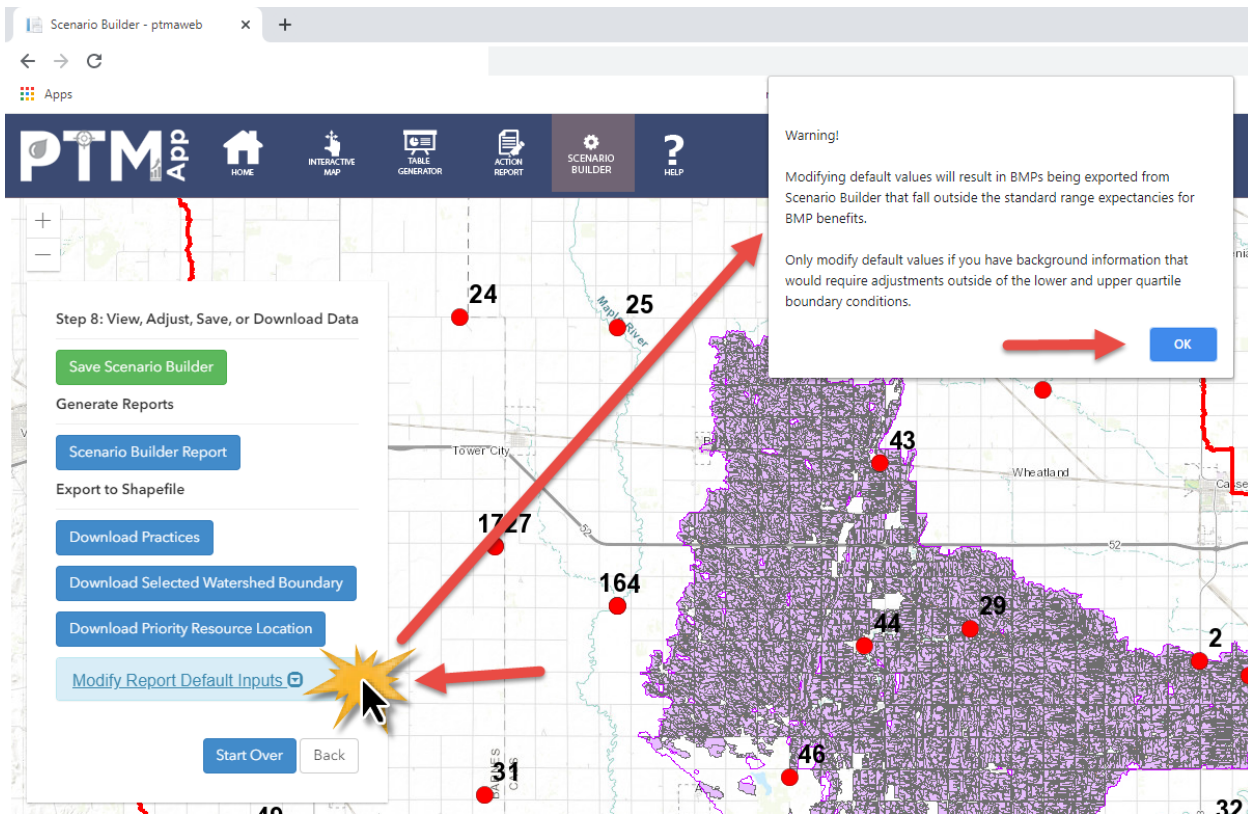 Scenario Builder - ptmaweb
Apps
PTM App
HOME
INTERACTIVE
MAP
TABLE
GENERATOR
ACTION
REPORT
SCENARIO
BUILDER
?
HELP
Warning!
Modifying default values will result in BMPs being exported from
Scenario Builder that fall outside the standard range expectancies for
BMP benefits.
Only modify default values if you have background information that
would require adjustments outside of the lower and upper quartile
boundary conditions.
OK
+
−
Step 8: View, Adjust, Save, or Download Data
Save Scenario Builder
Generate Reports
Scenario Builder Report
Export to Shapefile
Download Practices
Download Selected Watershed Boundary
Download Priority Resource Location
Modify Report Default Inputs
Start Over
Back
24
25
Maple River
43
Tower City
Wheatland
1727
52
52
164
29
44
2
46
BARNES
CASS
31
32